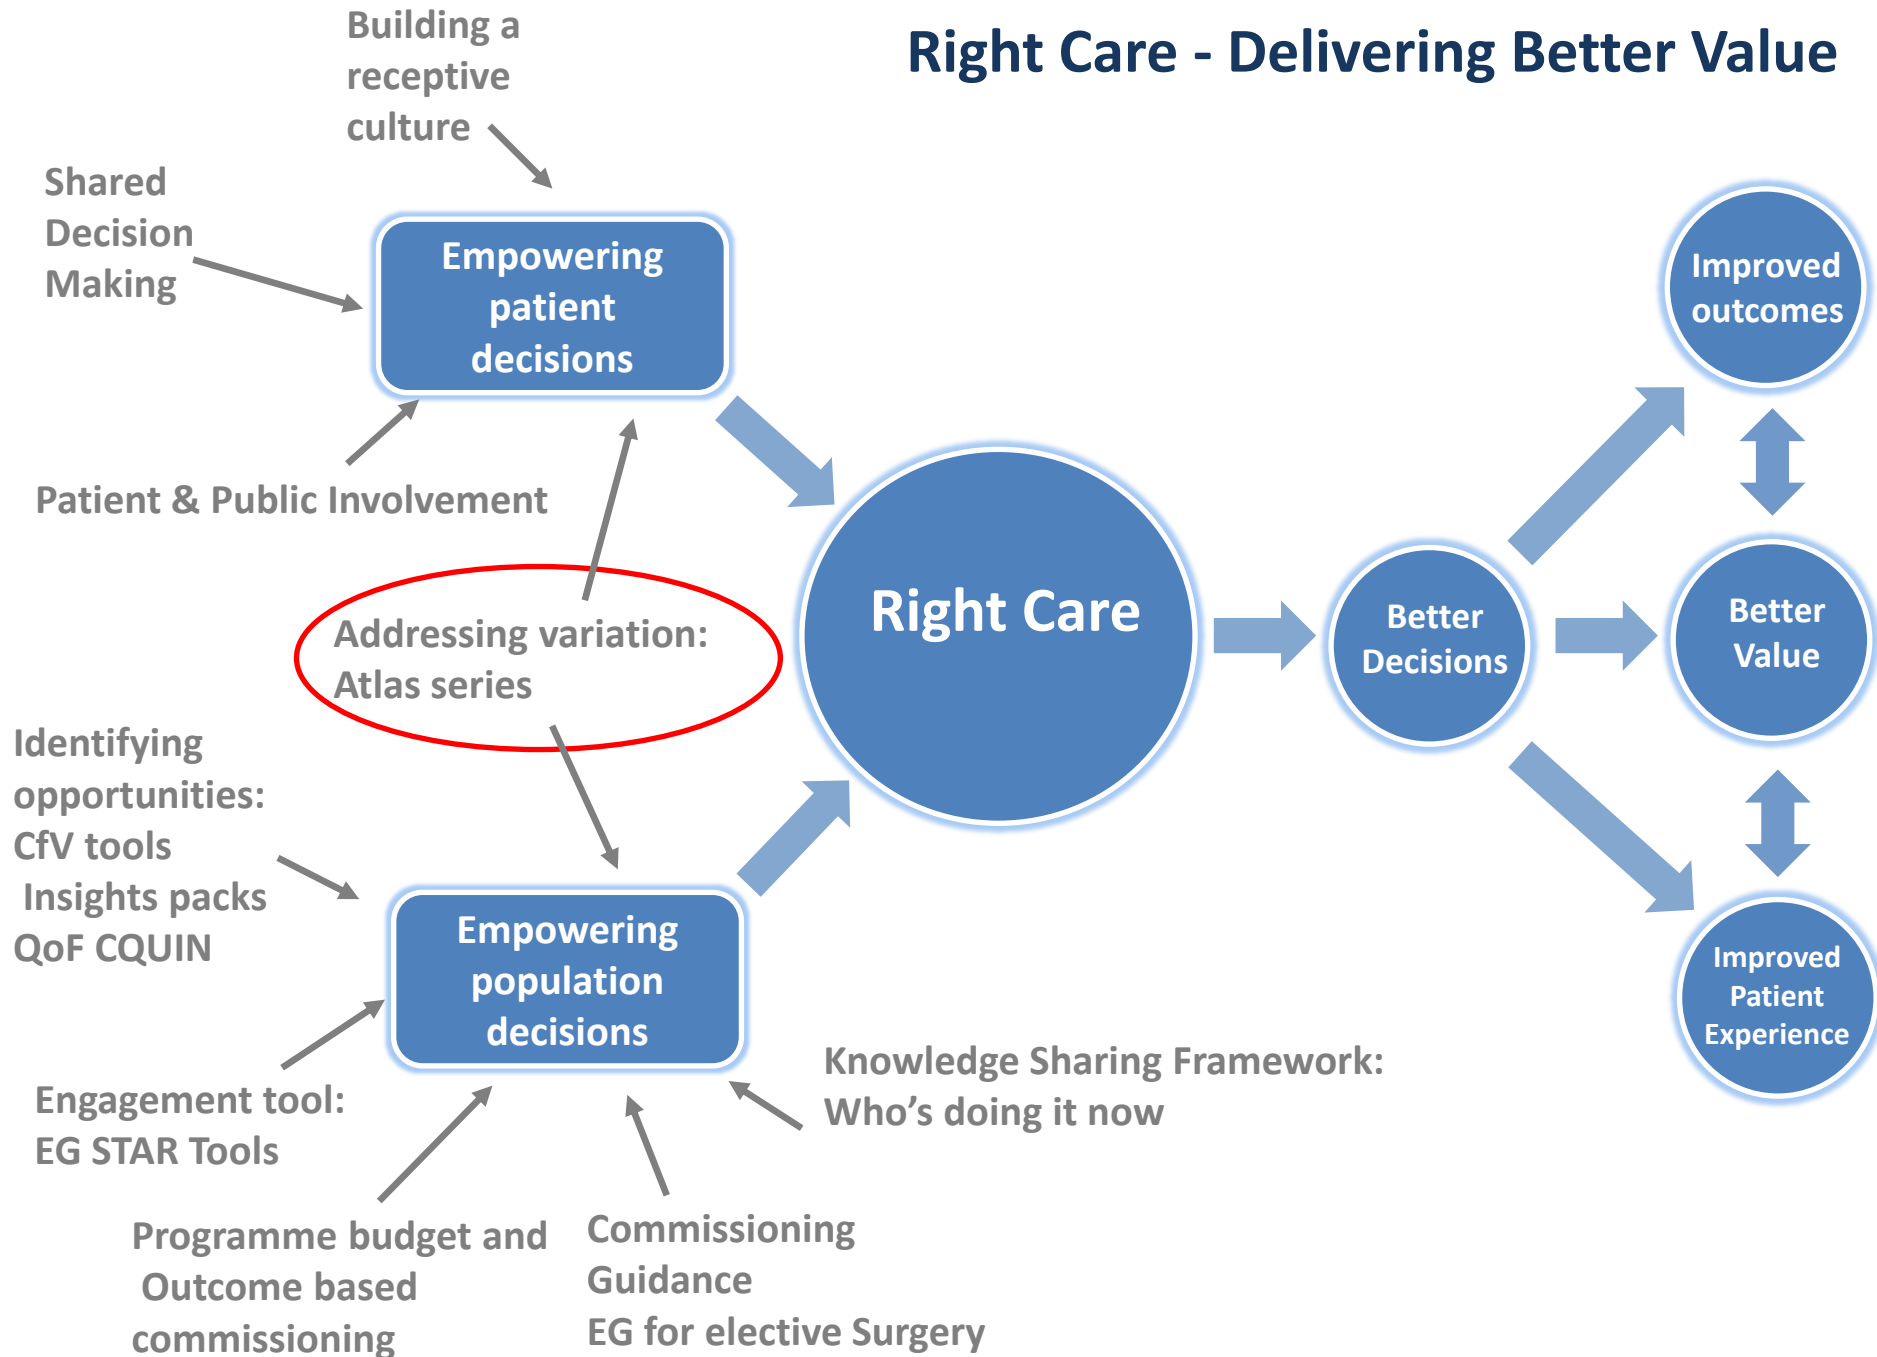 Right Care - Delivering Better Value
Building a
receptive
culture
Shared
Decision
Making
Empowering
patient
decisions
Patient & Public Involvement
Addressing variation:
Atlas series
Identifying
opportunities:
CfV tools
Insights packs
QoF CQUIN
Empowering
population
decisions
Engagement tool:
EG STAR Tools
Programme budget and
Outcome based
commissioning
Commissioning
Guidance
EG for elective Surgery
Knowledge Sharing Framework:
Who’s doing it now
Right Care
Better
Decisions
Improved
outcomes
Better
Value
Improved
Patient
Experience